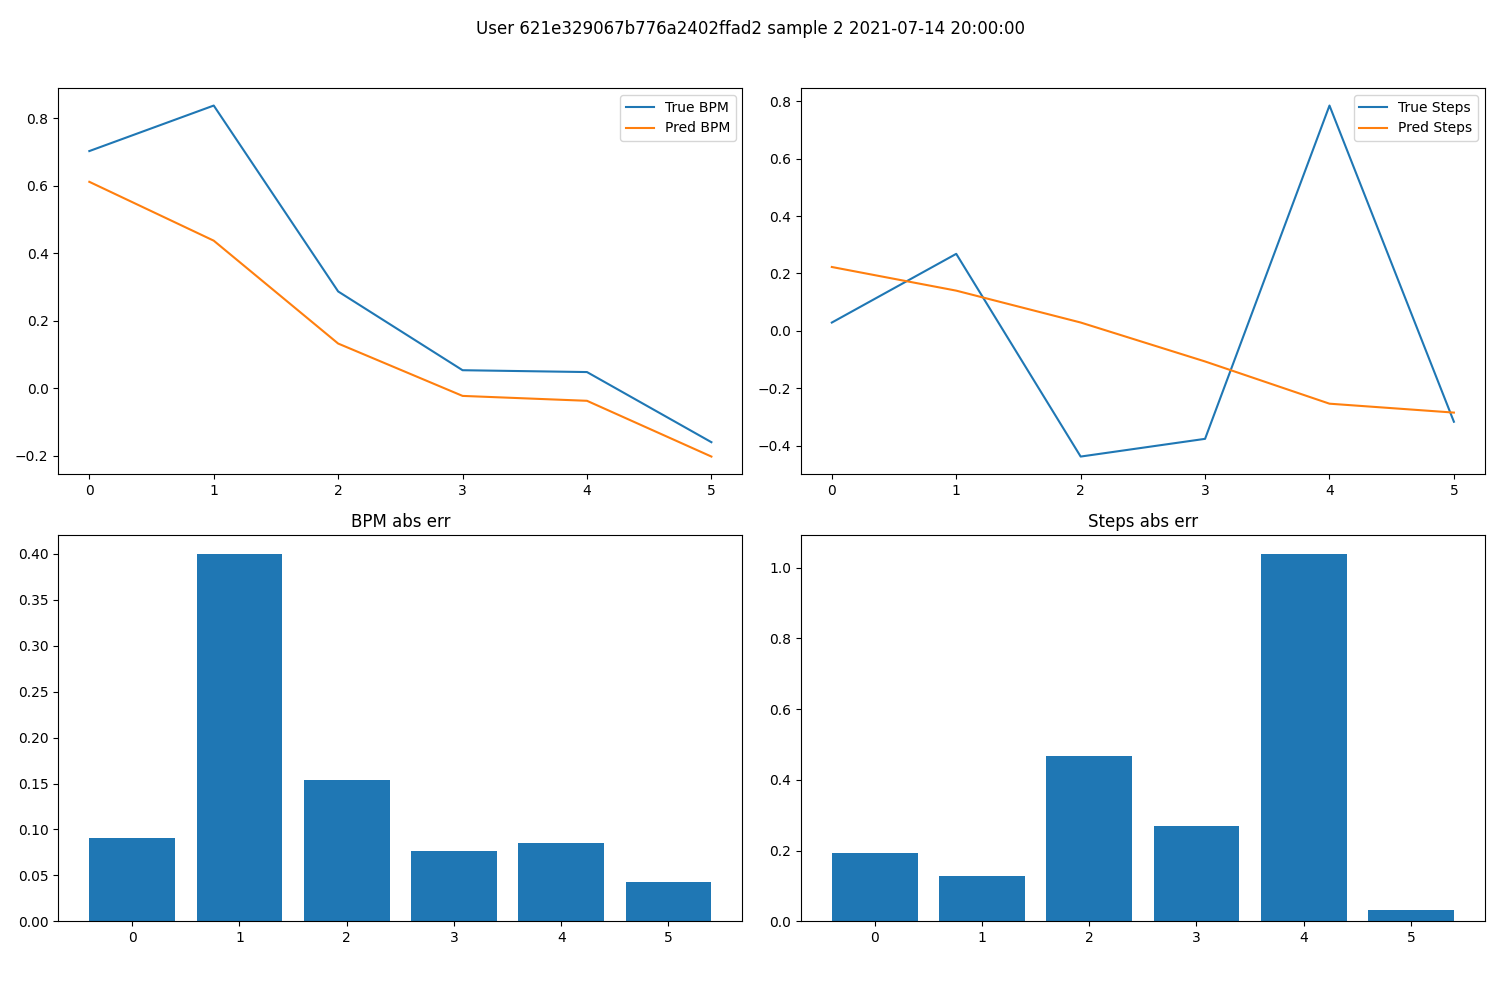 User 621e329067b776a2402ffad2 sample 2 2021-07-14 20:00:00
True BPM
Pred BPM
0.8
0.6
0.4
0.2
0.0
−0.2
0 1 2 3 4 5
True Steps
Pred Steps
0.8
0.6
0.4
0.2
0.0
−0.2
−0.4
0 1 2 3 4 5
BPM abs err
0.40
0.35
0.30
0.25
0.20
0.15
0.10
0.05
0.00
0 1 2 3 4 5
Steps abs err
1.0
0.8
0.6
0.4
0.2
0.0
0 1 2 3 4 5